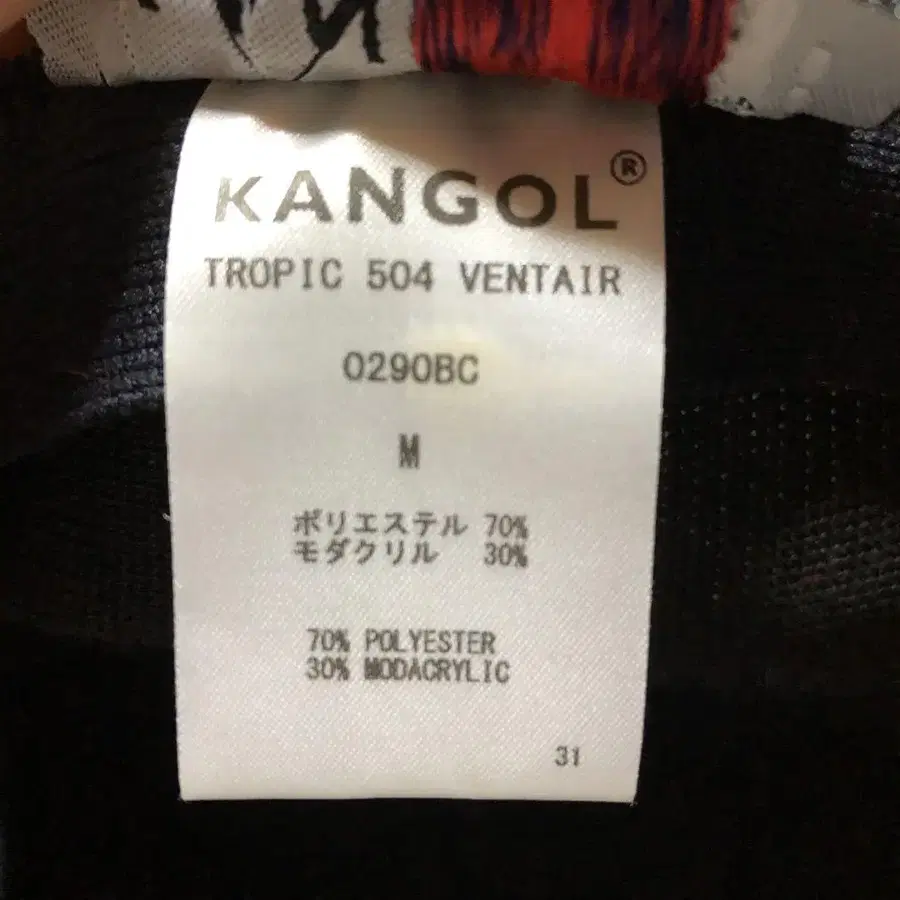 KANGOL®
TROPIC 504 VENTAIR
0290BC
M
ポリエステル 70%
モダクリル 30%
70% POLYESTER
30% MODACRYLIC
31